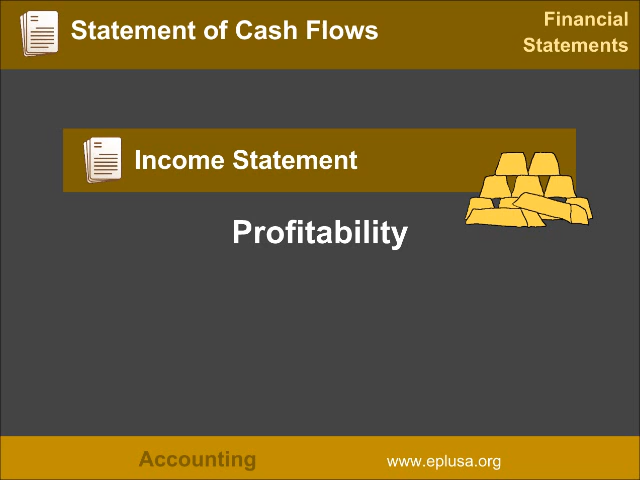 Statement of Cash Flows
Financial
Statements
Income Statement
Profitability
Accounting
www.eplusa.org